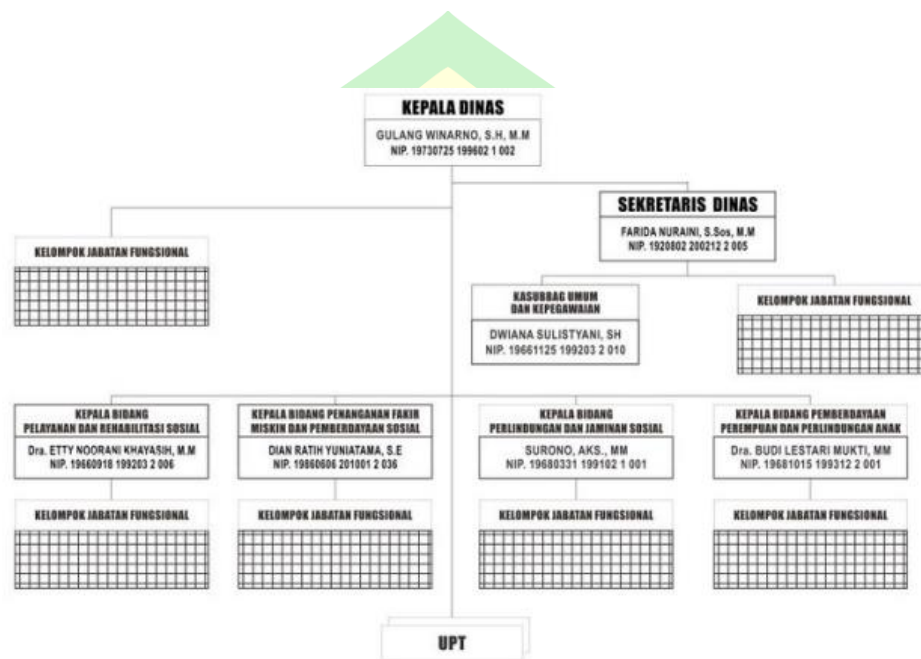 KEPALA DINAS
GULANG WINARNO, S.H, M.M
NIP. 19730725 199602 1 002
SEKRETARIS DINAS
FARIDA NURAINI, S.Sos, M.M
NIP. 1920802 200212 2 005
KELOMPOK JABATAN FUNGSIONAL
KASUBBAG UMUM
DAN KEPEGAWAIAN
DWIANA SULISTYANI, SH
NIP. 19661125 199203 2 010
KELOMPOK JABATAN FUNGSIONAL
KEPALA BIDANG
PELAYANAN DAN REHABILITASI SOSIAL
Dra. ETTY NOORANI KHAYASIH, M.M
NIP. 19660918 199203 2 006
KEPALA BIDANG PENANGANAN FAKIR
MISKIN DAN PEMBERDAYAAN SOSIAL
DIAN RATIH YUNIATAMA, S.E
NIP. 19860606 201001 2 036
KEPALA BIDANG
PERLINDUNGAN DAN JAMINAN SOSIAL
SURONO, AKS., MM
NIP. 19680331 199102 1 001
KEPALA BIDANG PEMBERDAYAAN
PEREMPUAN DAN PERLINDUNGAN ANAK
Dra. BUDI LESTARI MUKTI, MM
NIP. 19681015 199312 2 001
KELOMPOK JABATAN FUNGSIONAL
KELOMPOK JABATAN FUNGSIONAL
KELOMPOK JABATAN FUNGSIONAL
KELOMPOK JABATAN FUNGSIONAL
UPT